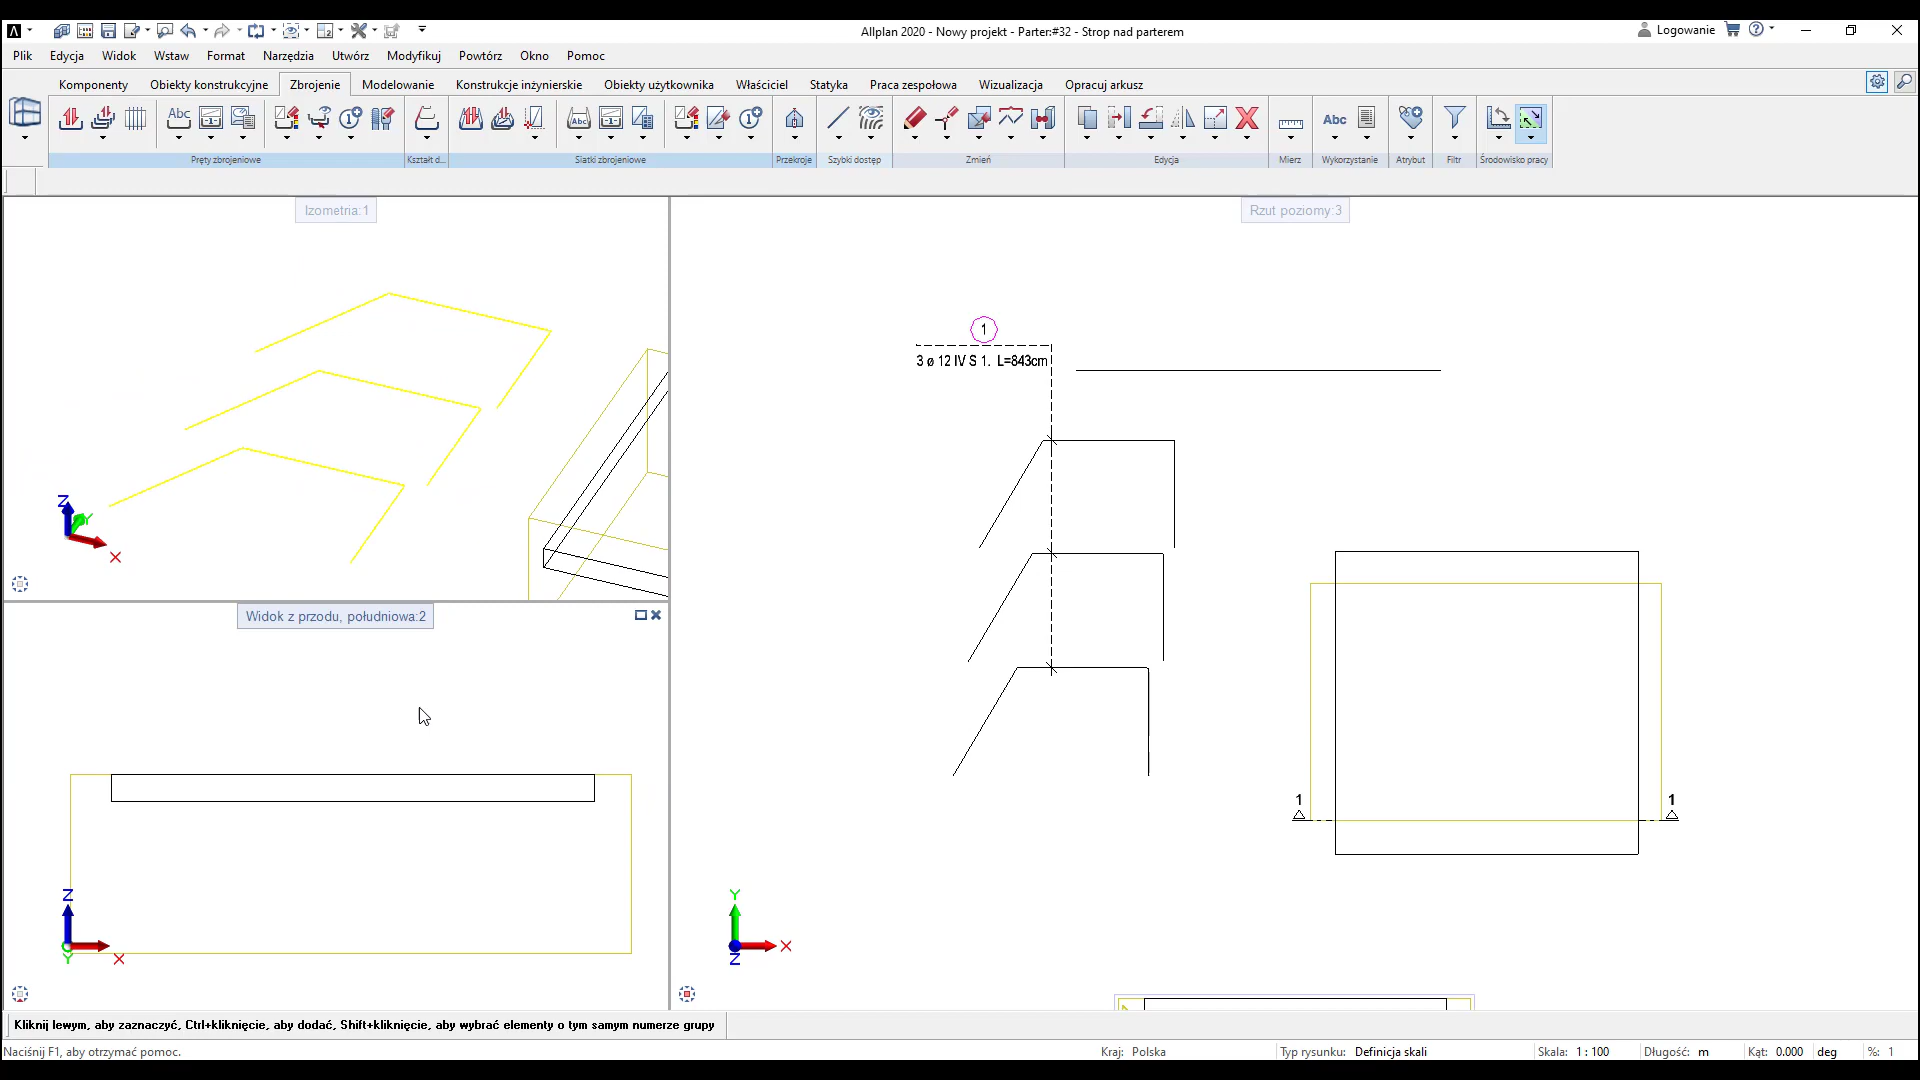 Allplan 2020 - Nowy projekt - Parter:#32 - Strop nad parterem
Logowanie
Plik Edycja Widok Wstaw Format Narzędzia Utwórz Modyfikuj Powtórz Okno Pomoc
Komponenty Obiekty konstrukcyjne Zbrojenie Modelowanie Konstrukcje inżynierskie Obiekty użytkownika Właściciel Statyka Praca zespołowa Wizualizacja Opracuj arkusz
Pręty zbrojeniowe Kształt d... Siatki zbrojeniowe Przekroje Szybki dostęp Zmień Edycja Mierz Wykorzystanie Atrybut Filtr Środowisko pracy
Izometria:1
Rzut poziomy:3
1
3 ø 12 IV S 1. L=843cm
Z
Y
X
Widok z przodu, południowa:2
1 1
Z
Y
X
Y
X
Z
Kliknij lewym, aby zaznaczyć, Ctrl+kliknięcie, aby dodać, Shift+kliknięcie, aby wybrać elementy o tym samym numerze grupy
Naciśnij F1, aby otrzymać pomoc.
Kraj: Polska Typ rysunku: Definicja skali Skala: 1 : 100 Długość: m Kąt: 0.000 deg %: 1